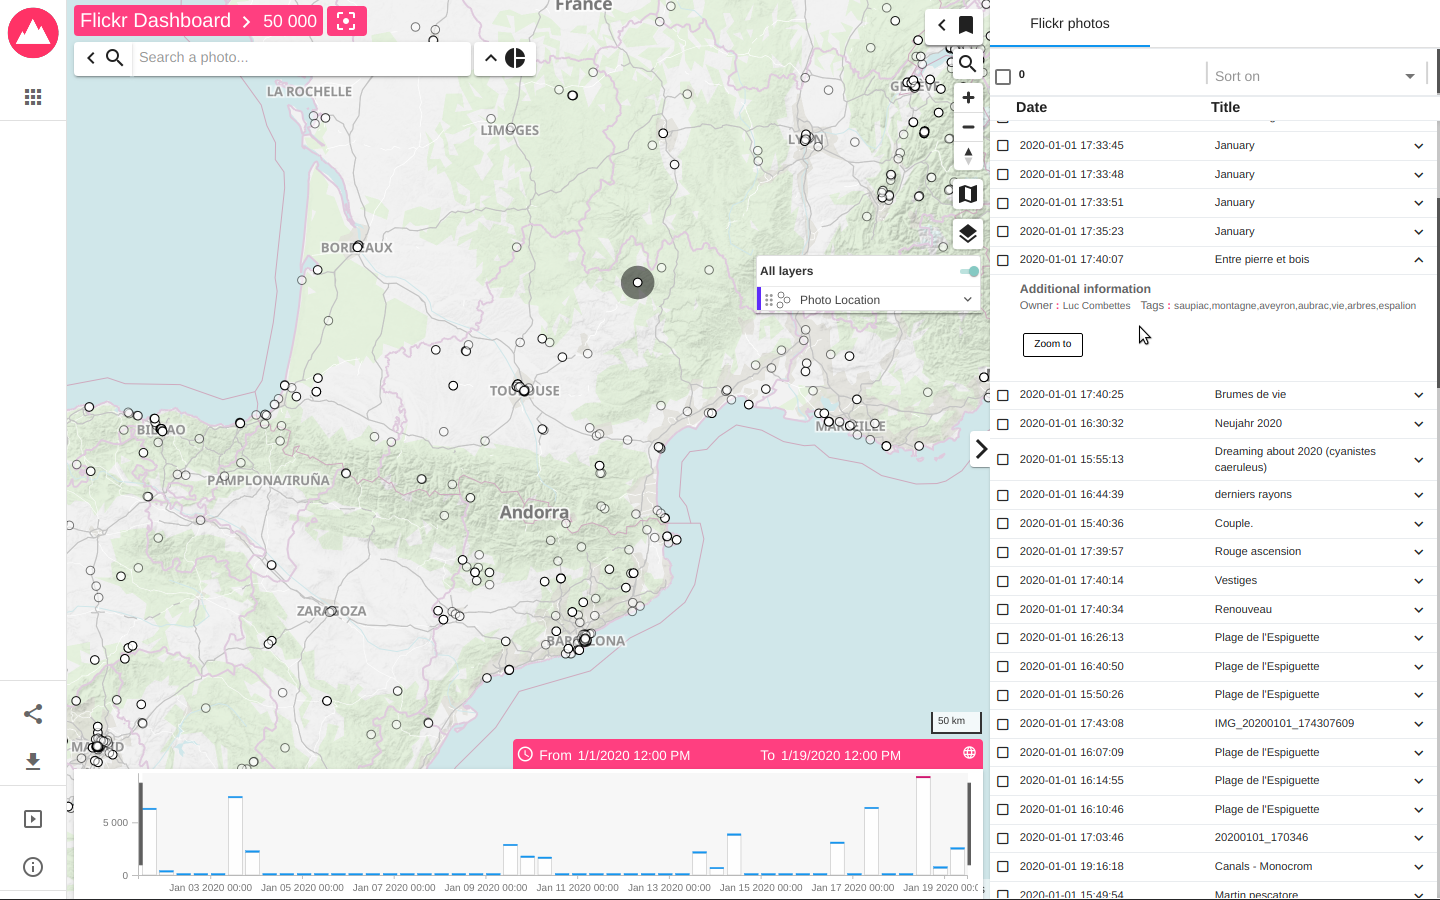 Flickr Dashboard
50 000
Search a photo...
France
LA ROCHELLE
LIMOGES
BILBAO
PAMPLONA/IRUÑA
Andorra
ZARAGOZA
All layers
Photo Location
50 km
From 1/1/2020 12:00 PM
To 1/19/2020 12:00 PM
5 000
0
Jan 03 2020 00:00
Jan 05 2020 00:00
Jan 07 2020 00:00
Jan 09 2020 00:00
Jan 11 2020 00:00
Jan 13 2020 00:00
Jan 15 2020 00:00
Jan 17 2020 00:00
Jan 19 2020
Flickr photos
0
Sort on
Date Title
2020-01-01 17:33:45 January
2020-01-01 17:33:48 January
2020-01-01 17:33:51 January
2020-01-01 17:35:23 January
2020-01-01 17:40:07 Entre pierre et bois
Additional information
Owner : Luc Combettes Tags : saupiac,montagne,aveyron,aubrac,vie,arbres,espalion
Zoom to
2020-01-01 17:40:25 Brumes de vie
2020-01-01 16:30:32 Neujahr 2020
2020-01-01 15:55:13 Dreaming about 2020 (cyanistes
caeruleus)
2020-01-01 16:44:39 derniers rayons
2020-01-01 15:40:36 Couple.
2020-01-01 17:39:57 Rouge ascension
2020-01-01 17:40:14 Vestiges
2020-01-01 17:40:34 Renouveau
2020-01-01 16:26:13 Plage de l'Espiguette
2020-01-01 16:40:50 Plage de l'Espiguette
2020-01-01 15:50:26 Plage de l'Espiguette
2020-01-01 17:43:08 IMG_20200101_174307609
2020-01-01 16:07:09 Plage de l'Espiguette
2020-01-01 16:14:55 Plage de l'Espiguette
2020-01-01 16:10:46 Plage de l'Espiguette
2020-01-01 17:03:46 20200101_170346
2020-01-01 19:16:18 Canals - Monocrom
2020-01-01 15:49:54 Martin pescatore